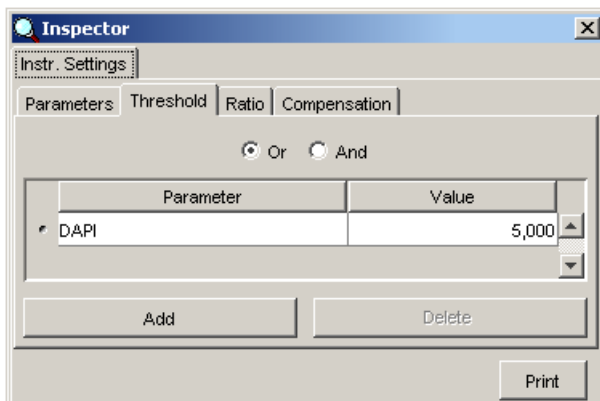 Inspector
Instr. Settings
Parameters Threshold Ratio Compensation
Or And
Parameter Value
DAPI 5,000
Add Delete
Print